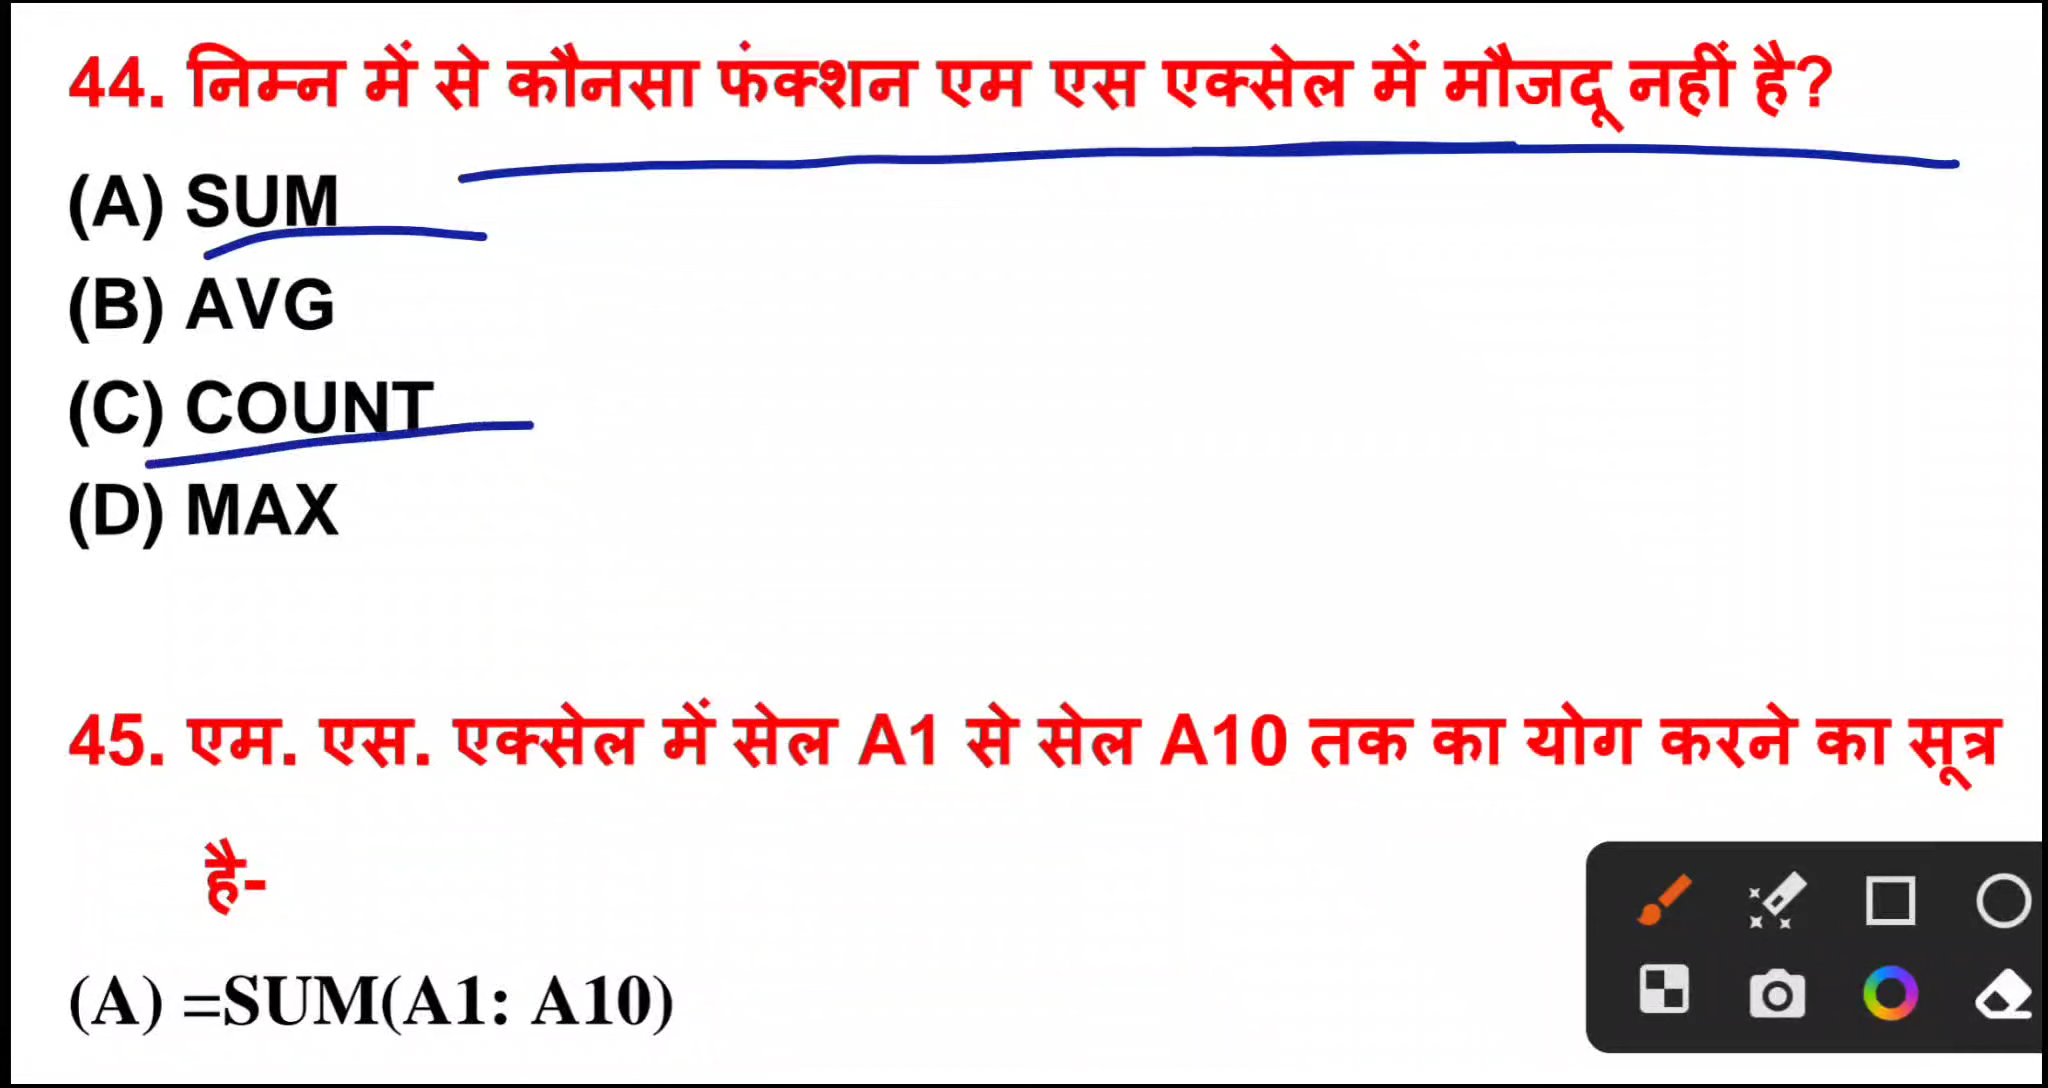 44. निम्न में से कौनसा फंक्शन एम एस एक्सेल में मौजदू नहीं है?
(A) SUM
(B) AVG
(C) COUNT
(D) MAX
45. एम. एस. एक्सेल में सेल A1 से सेल A10 तक का योग करने का सूत्र
है-
(A) =SUM(A1: A10)